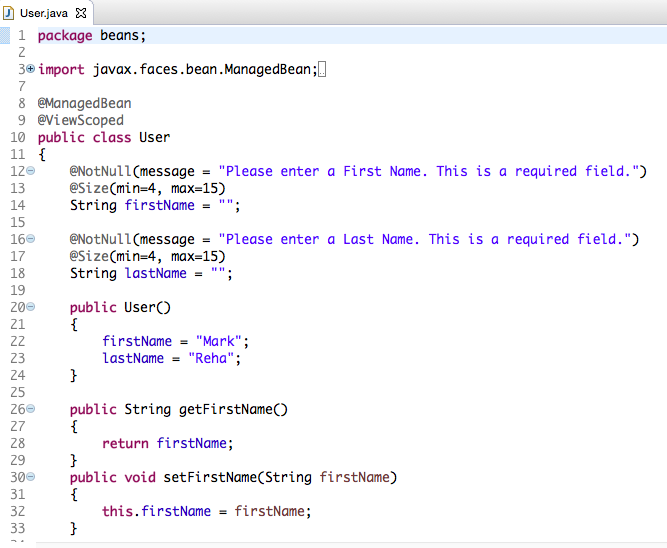 User.java
1 package beans;
2
3 import javax.faces.bean.ManagedBean;
7
8 @ManagedBean
9 @ViewScoped
10 public class User
11 {
12 @NotNull(message = "Please enter a First Name. This is a required field.")
13 @Size(min=4, max=15)
14 String firstName = "";
15
16 @NotNull(message = "Please enter a Last Name. This is a required field.")
17 @Size(min=4, max=15)
18 String lastName = "";
19
20 public User()
21 {
22 firstName = "Mark";
23 lastName = "Reha";
24 }
25
26 public String getFirstName()
27 {
28 return firstName;
29 }
30 public void setFirstName(String firstName)
31 {
32 this.firstName = firstName;
33 }